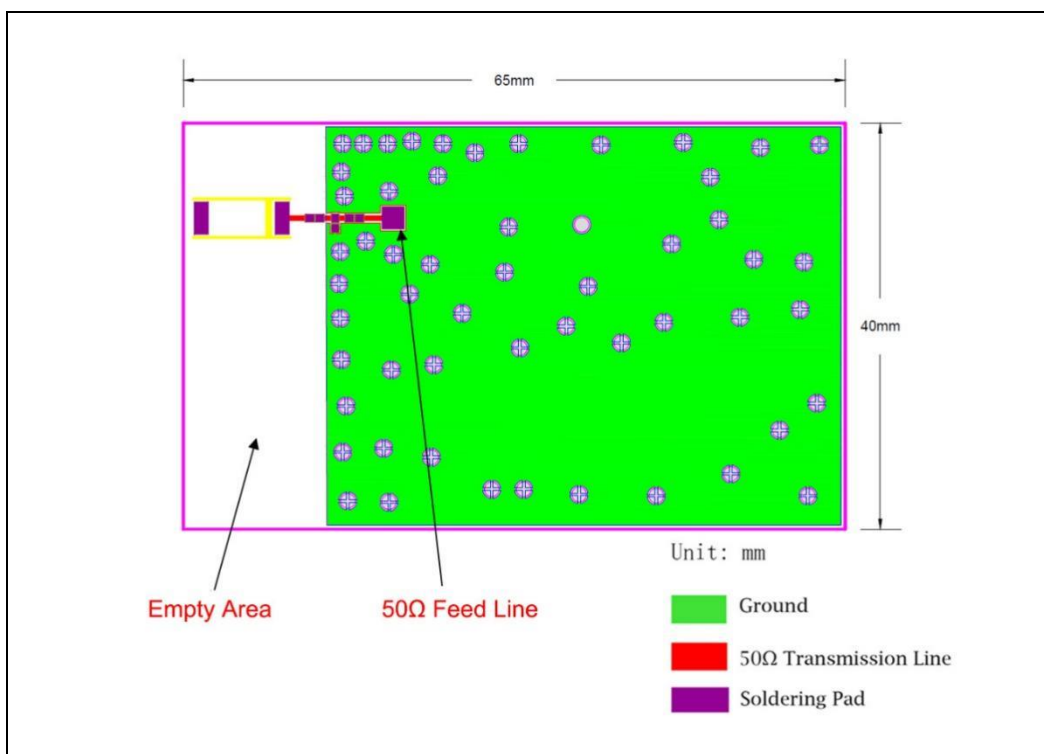 65mm
40mm
Empty Area
50Ω Feed Line
Unit: mm
Ground
50Ω Transmission Line
Soldering Pad